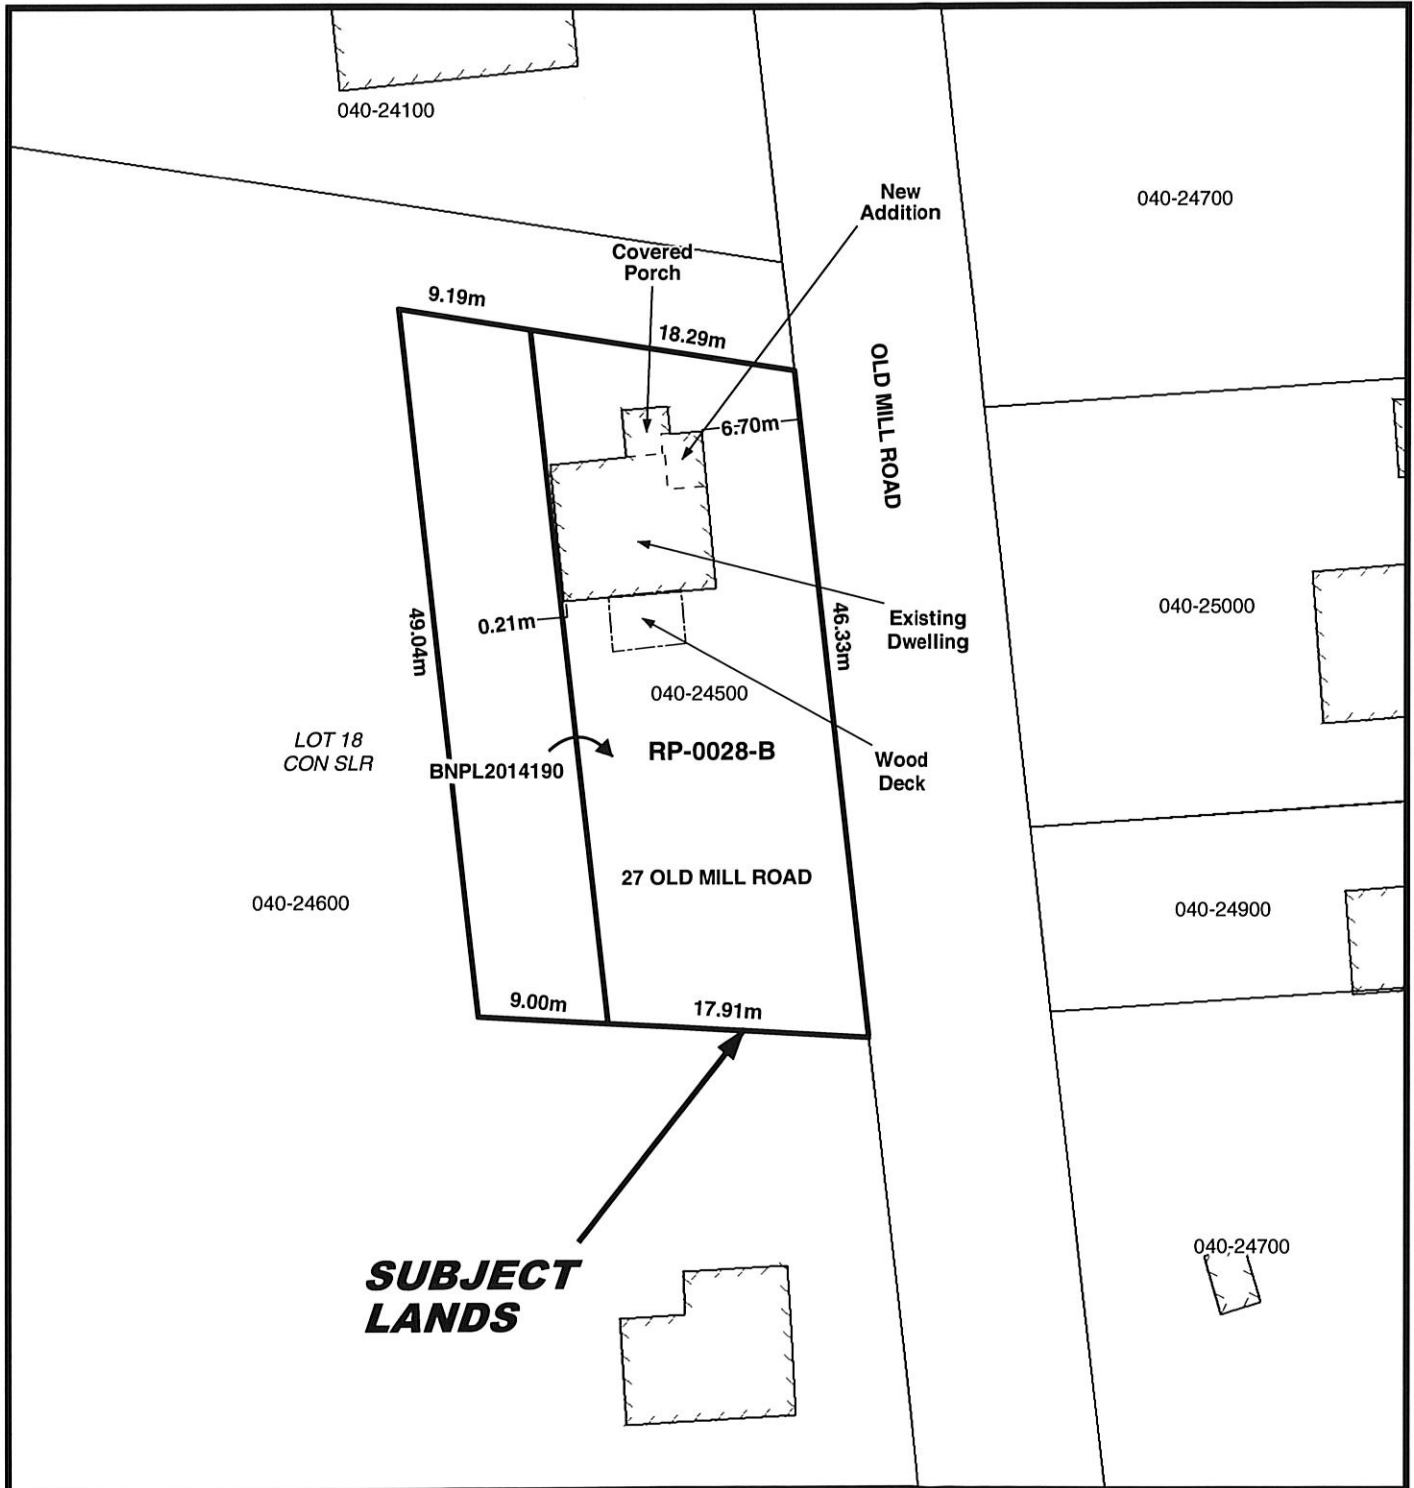 040-24100
New
Addition
040-24700
Covered
Porch
9.19m
18.29m
OLD MILL ROAD
6.70m
49.04m
0.21m
46.33m
Existing
Dwelling
040-25000
040-24500
LOT 18
CON SLR
BNPL2014190
RP-0028-B
Wood
Deck
27 OLD MILL ROAD
040-24600
040-24900
9.00m
17.91m
SUBJECT
LANDS
040-24700